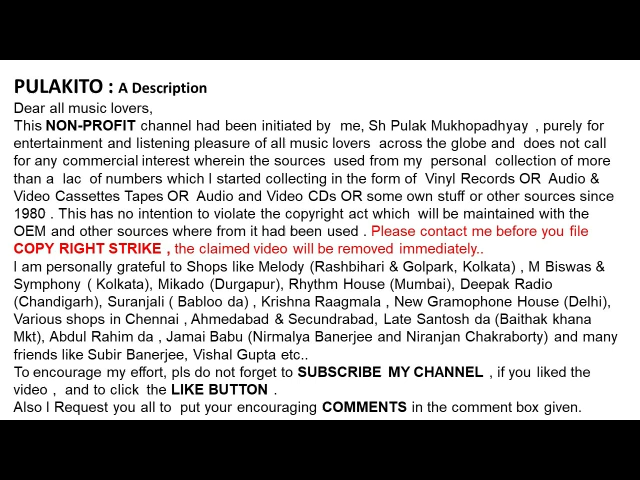 PULAKITO : A Description
Dear all music lovers,
This NON-PROFIT channel had been initiated by me, Sh Pulak Mukhopadhyay , purely for
entertainment and listening pleasure of all music lovers across the globe and does not call
for any commercial interest wherein the sources used from my personal collection of more
than a lac of numbers which I started collecting in the form of Vinyl Records OR Audio &
Video Cassettes Tapes OR Audio and Video CDs OR some own stuff or other sources since
1980 . This has no intention to violate the copyright act which will be maintained with the
OEM and other sources where from it had been used . Please contact me before you file
COPY RIGHT STRIKE , the claimed video will be removed immediately..
I am personally grateful to Shops like Melody (Rashbihari & Golpark, Kolkata) , M Biswas &
Symphony ( Kolkata), Mikado (Durgapur), Rhythm House (Mumbai), Deepak Radio
(Chandigarh), Suranjali ( Babloo da) , Krishna Raagmala , New Gramophone House (Delhi),
Various shops in Chennai , Ahmedabad & Secundrabad, Late Santosh da (Baithak khana
Mkt), Abdul Rahim da , Jamai Babu (Nirmalya Banerjee and Niranjan Chakraborty) and many
friends like Subir Banerjee, Vishal Gupta etc..
To encourage my effort, pls do not forget to SUBSCRIBE MY CHANNEL , if you liked the
video , and to click the LIKE BUTTON .
Also I Request you all to put your encouraging COMMENTS in the comment box given.